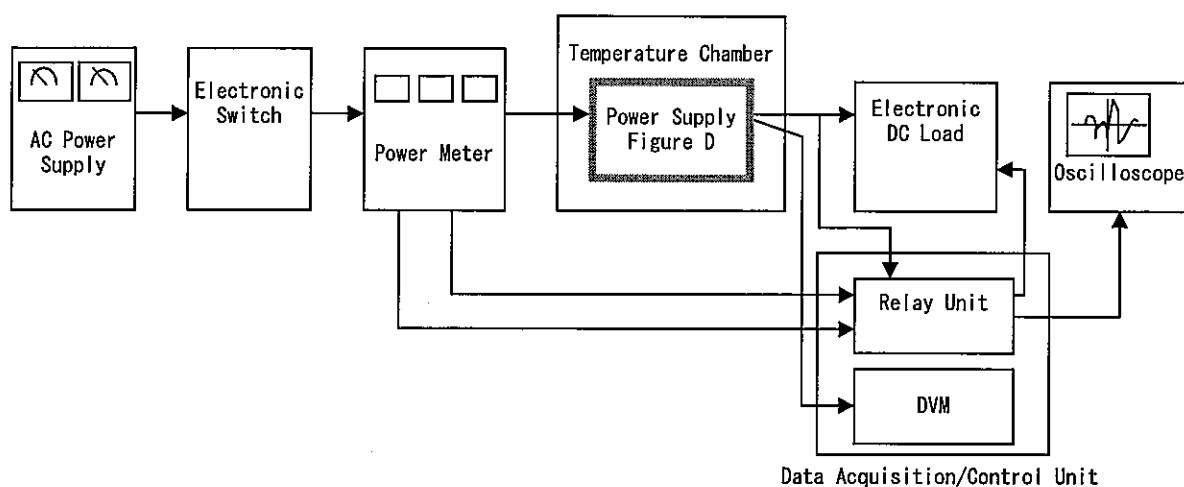 AC Power
Supply
Electronic
Switch
Power Meter
Temperature Chamber
Power Supply
Figure D
Electronic
DC Load
Oscilloscope
Relay Unit
DVM
Data Acquisition/Control Unit